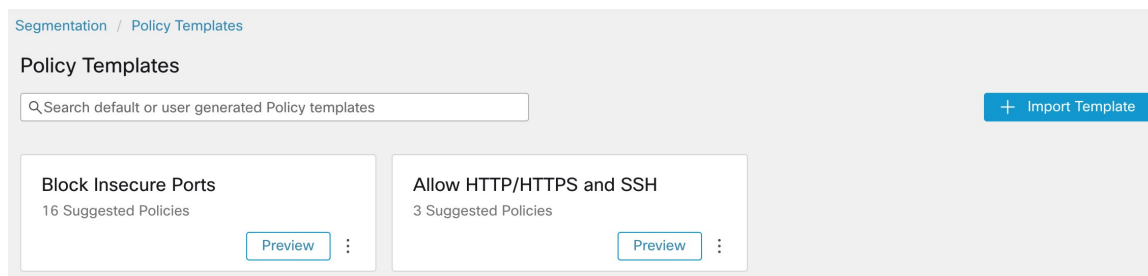 Segmentation / Policy Templates
Policy Templates
Search default or user generated Policy templates
+ Import Template
Block Insecure Ports
16 Suggested Policies
Preview
Allow HTTP/HTTPS and SSH
3 Suggested Policies
Preview